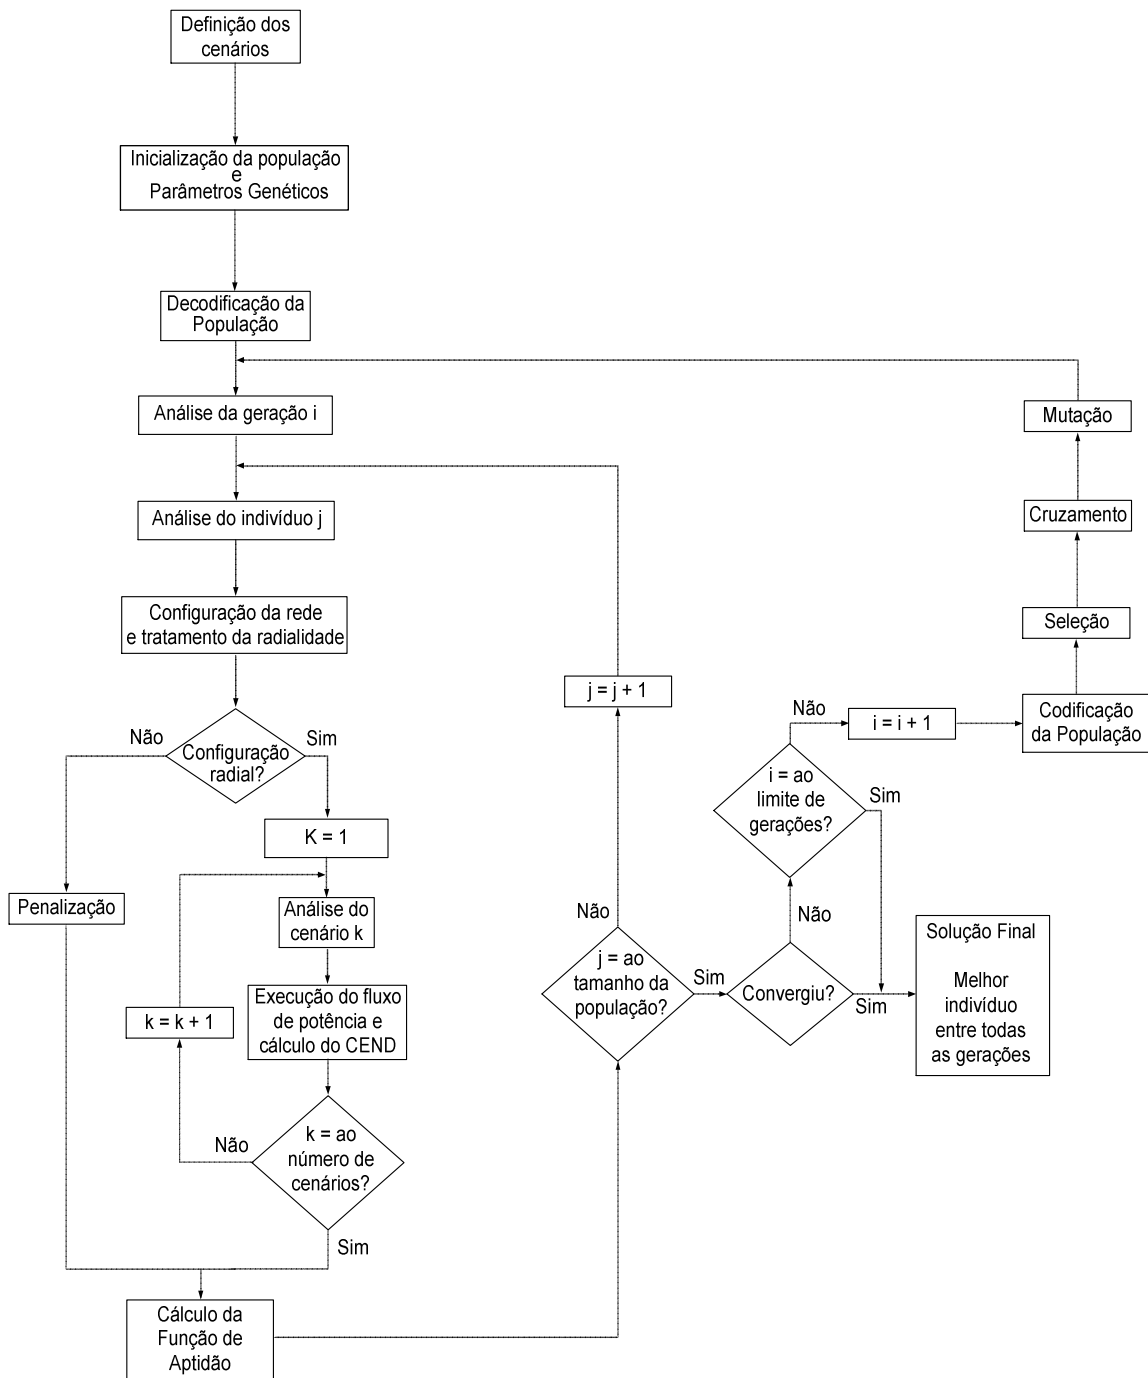 Definição dos
cenários
Inicialização da população
e
Parâmetros Genéticos
Decodificação da
População
Análise da geração i
Análise do indivíduo j
Configuração da rede
e tratamento da radialidade
Não
Sim
Configuração
radial?
K = 1
Penalização
Análise do
cenário k
Execução do fluxo
de potência e
cálculo do CEND
k = k + 1
Não
k = ao
número de
cenários?
Sim
Cálculo da
Função de
Aptidão
j = j + 1
Não
j = ao
tamanho da
população?
Sim
Convergiu?
Sim
Não
i = ao
limite de
gerações?
Sim
Não
i = i + 1
Codificação
da População
Seleção
Cruzamento
Mutação
Solução Final
Melhor
indivíduo
entre todas
as gerações